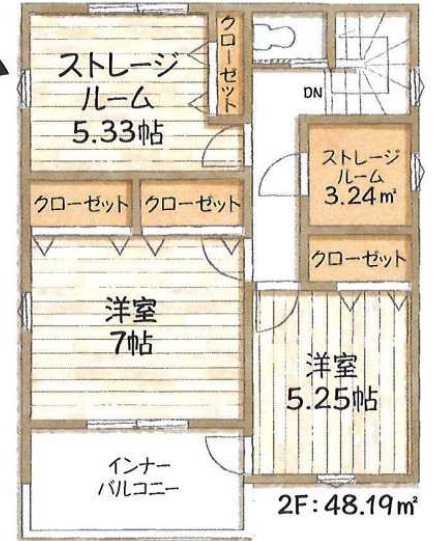 ストレージ
ルーム
5.33帖
クローゼット
DN
ストレージ
ルーム
3.24㎡
クローゼット
クローゼット
クローゼット
洋室
7帖
洋室
5.25帖
インナー
バルコニー
2F:48.19㎡